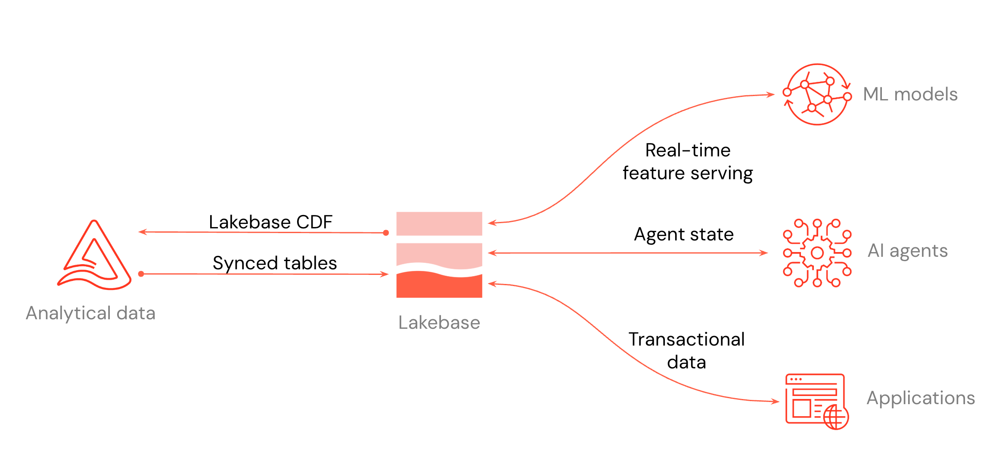 ML models
Real-time
feature serving
Lakebase CDF
Agent state
AI agents
Synced tables
Analytical data
Lakebase
Transactional
data
Applications